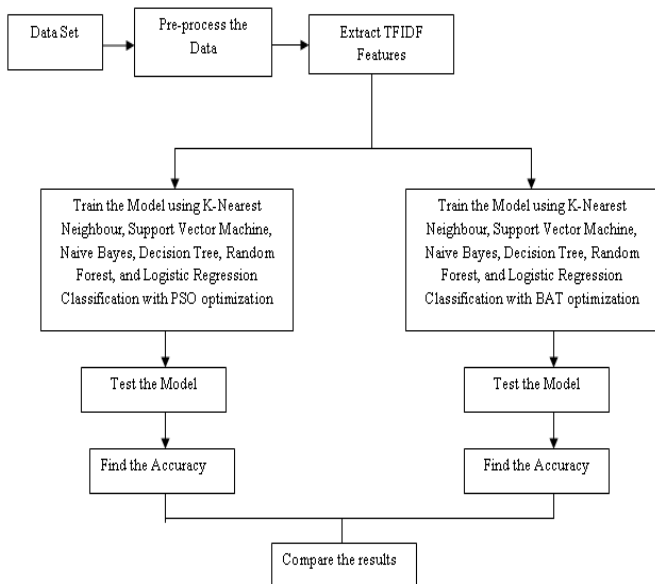 Data Set
Pre-process the
Data
Extract TFIDF
Features
Train the Model using K-Nearest
Neighbour, Support Vector Machine,
Naive Bayes, Decision Tree, Random
Forest, and Logistic Regression
Classification with PSO optimization
Train the Model using K-Nearest
Neighbour, Support Vector Machine,
Naive Bayes, Decision Tree, Random
Forest, and Logistic Regression
Classification with BAT optimization
Test the Model
Test the Model
Find the Accuracy
Find the Accuracy
Compare the results